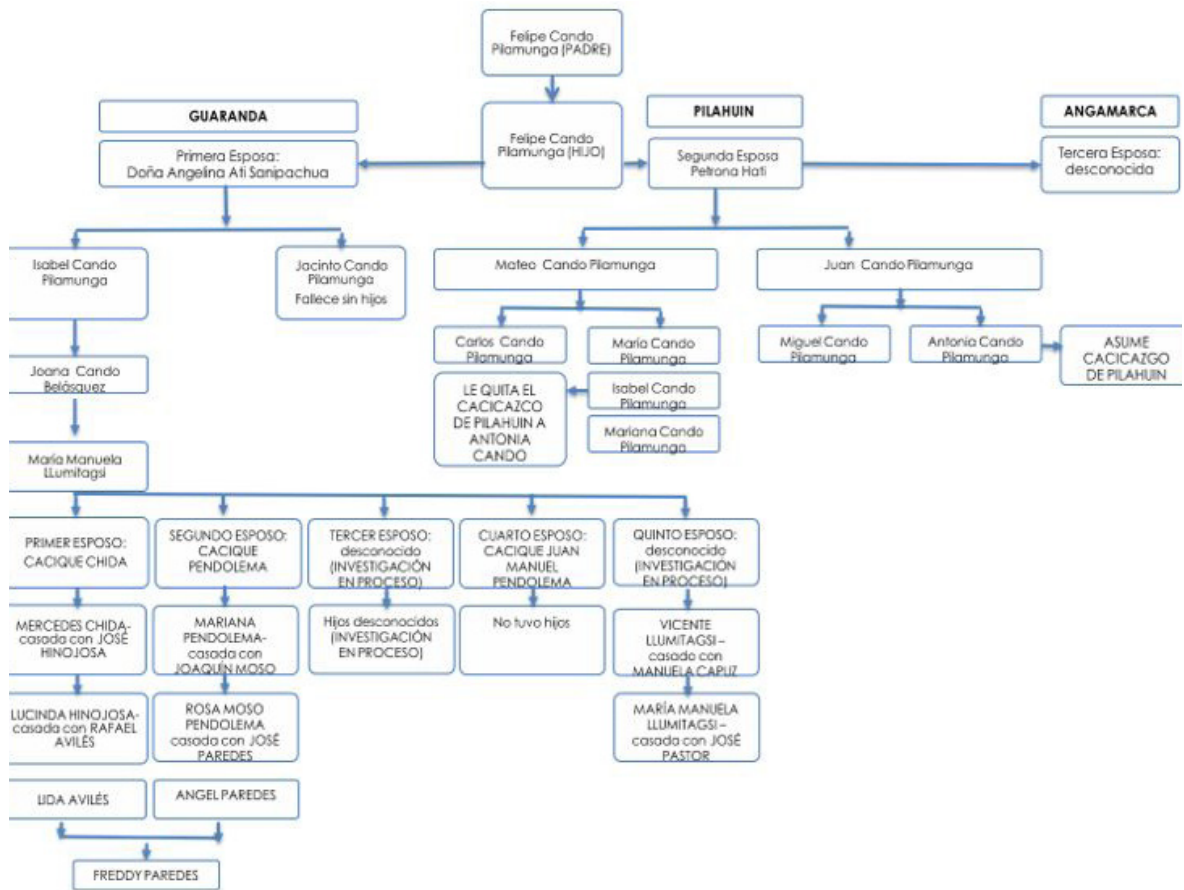 Felipe Cando
Pilamunga (PADRE)
GUARANDA
PILAHUIN
ANGAMARCA
Felipe Cando
Pilamunga (HIJO)
Primera Esposa:
Doña Angelina Ati Sanipachua
Segunda Esposa
Petrona Hati
Tercera Esposa:
desconocida
Isabel Cando
Pilamunga
Jacinto Cando
Pilamunga
Fallece sin hijos
Mateo Cando Pilamunga
Juan Cando Pilamunga
Carlos Cando
Pilamunga
María Cando
Pilamunga
Miguel Cando
Pilamunga
Antonia Cando
Pilamunga
ASUME
CACICAZGO
DE PILAHUIN
Joana Cando
Belásquez
LE QUITA EL
CACICAZCO
DE PILAHUIN A
ANTONIA
CANDO
Isabel Cando
Pilamunga
Mariana Cando
Pilamunga
María Manuela
LLumitagsi
PRIMER ESPOSO:
CACIQUE CHIDA
SEGUNDO ESPOSO:
CACIQUE
PENDOLEMA
TERCER ESPOSO:
desconocido
(INVESTIGACIÓN
EN PROCESO)
CUARTO ESPOSO:
CACIQUE JUAN
MANUEL
PENDOLEMA
QUINTO ESPOSO:
desconocido
(INVESTIGACIÓN
EN PROCESO)
MERCEDES CHIDA-
casada con JOSÉ
HINOJOSA
MARIANA
PENDOLEMA-
casada con
JOAQUÍN MOSO
Hijos desconocidos
(INVESTIGACIÓN
EN PROCESO)
No tuvo hijos
VICENTE
LLUMITAGSI –
casado con
MANUELA CAPUZ
LUCINDA HINOJOSA-
casada con RAFAEL
AVILÉS
ROSA MOSO
PENDOLEMA
casada con JOSÉ
PAREDES
MARÍA MANUELA
LLUMITAGSI –
casada con JOSÉ
PASTOR
LIDA AVILÉS
ANGEL PAREDES
FREDDY PAREDES